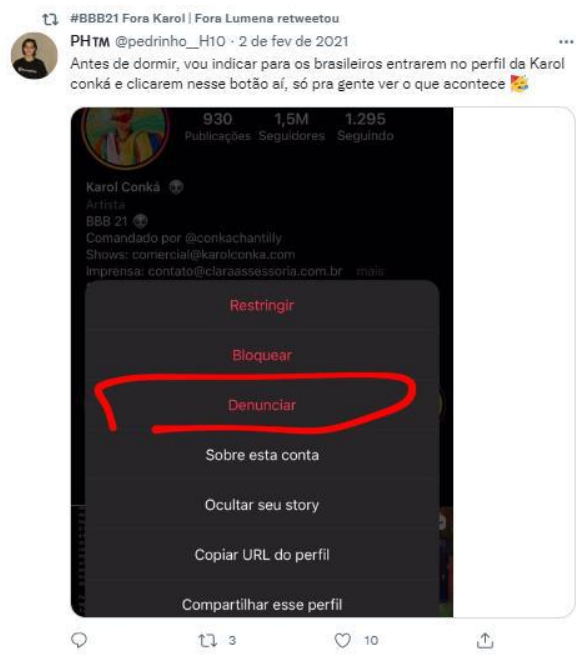 #BBB21 Fora Karol | Fora Lumena retweetou
PHTM @pedrinho__H10 · 2 de fev de 2021
Antes de dormir, vou indicar para os brasileiros entrarem no perfil da Karol
conká e clicarem nesse botão aí, só pra gente ver o que acontece 🥳
930 1,5M 1.295
Publicações Seguidores Seguindo
Karol Conká 👽
Artista
BBB 21 👁
Comandado por @conkachantilly
Shows: comercial@karolconka.com
Imprensa: contato@claraassessoria.com.br mais
Restringir
Bloquear
Denunciar
Sobre esta conta
Ocultar seu story
Copiar URL do perfil
Compartilhar esse perfil
3 10